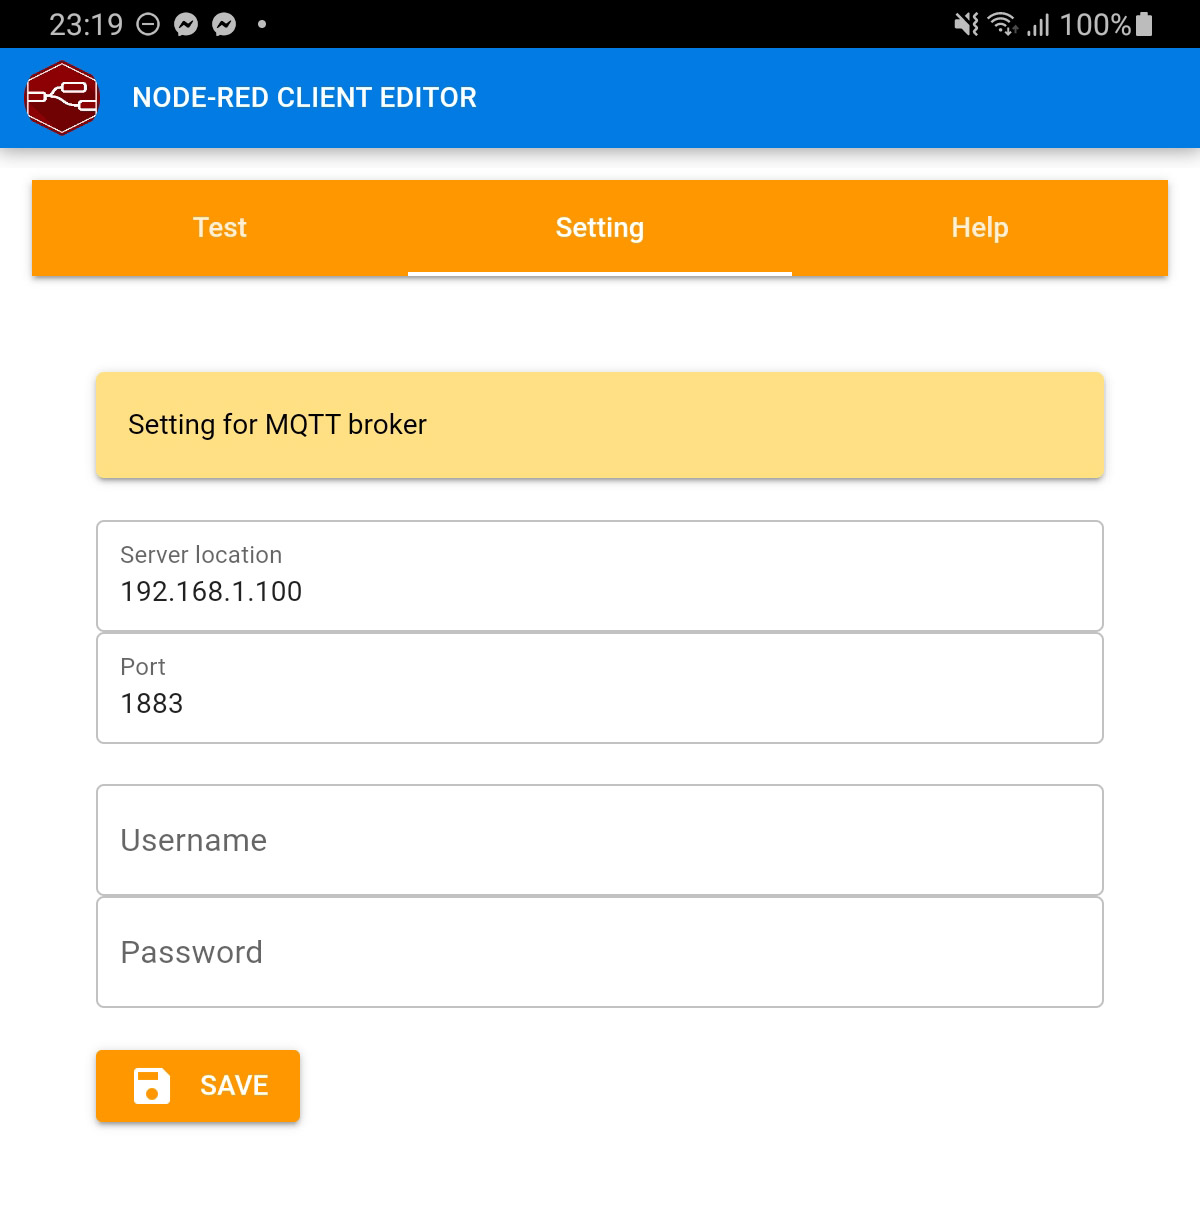 23:19 100%
NODE-RED CLIENT EDITOR
Test Setting Help
Setting for MQTT broker
Server location
192.168.1.100
Port
1883
Username
Password
SAVE